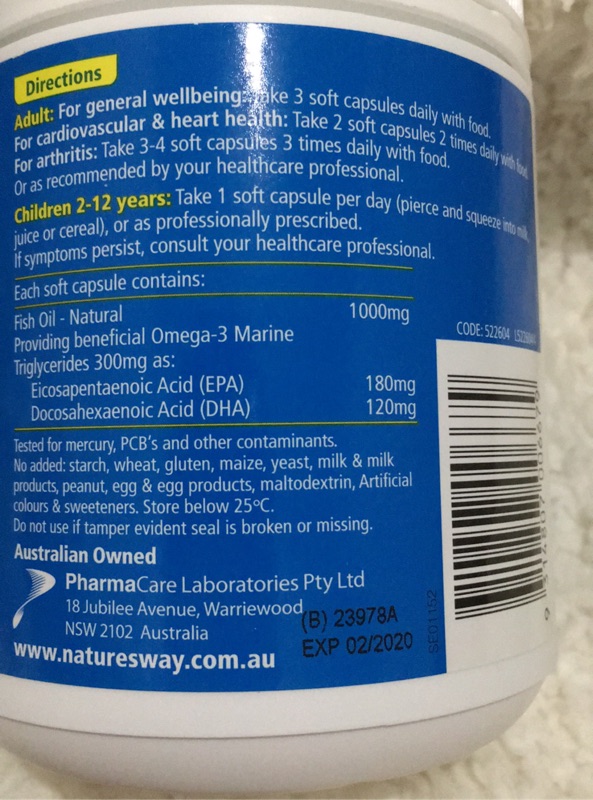 Directions
Adult: For general wellbeing: Take 3 soft capsules daily with food.
For cardiovascular & heart health: Take 2 soft capsules 2 times daily with food.
For arthritis: Take 3-4 soft capsules 3 times daily with food.
Or as recommended by your healthcare professional.
Children 2-12 years: Take 1 soft capsule per day (pierce and squeeze into milk,
juice or cereal), or as professionally prescribed.
If symptoms persist, consult your healthcare professional.
Each soft capsule contains:
Fish Oil - Natural 1000mg
Providing beneficial Omega-3 Marine
Triglycerides 300mg as:
Eicosapentaenoic Acid (EPA) 180mg
Docosahexaenoic Acid (DHA) 120mg
CODE: 522604
Tested for mercury, PCB's and other contaminants.
No added: starch, wheat, gluten, maize, yeast, milk & milk
products, peanut, egg & egg products, maltodextrin, Artificial
colours & sweeteners. Store below 25°C.
Do not use if tamper evident seal is broken or missing.
Australian Owned
PharmaCare Laboratories Pty Ltd
18 Jubilee Avenue, Warriewood
NSW 2102 Australia
www.naturesway.com.au
(B) 23978A
EXP 02/2020
SE01152